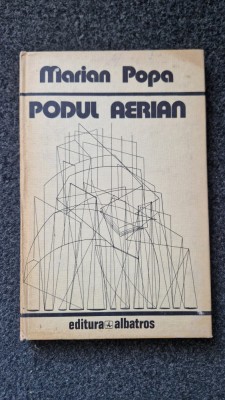 Marian Popa
PODUL AERIAN
editura albatros